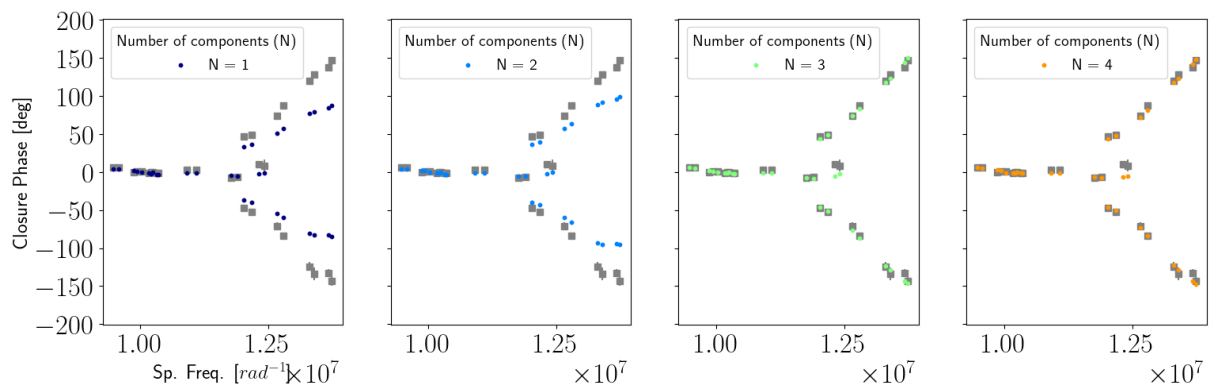 200
150
100
50
0
−50
−100
−150
−200
Closure Phase [deg]
Number of components (N)
N = 1
Number of components (N)
N = 2
Number of components (N)
N = 3
Number of components (N)
N = 4
1.00 1.25
×10⁷
Sp. Freq. [rad⁻¹]
1.00 1.25
×10⁷
1.00 1.25
×10⁷
1.00 1.25
×10⁷